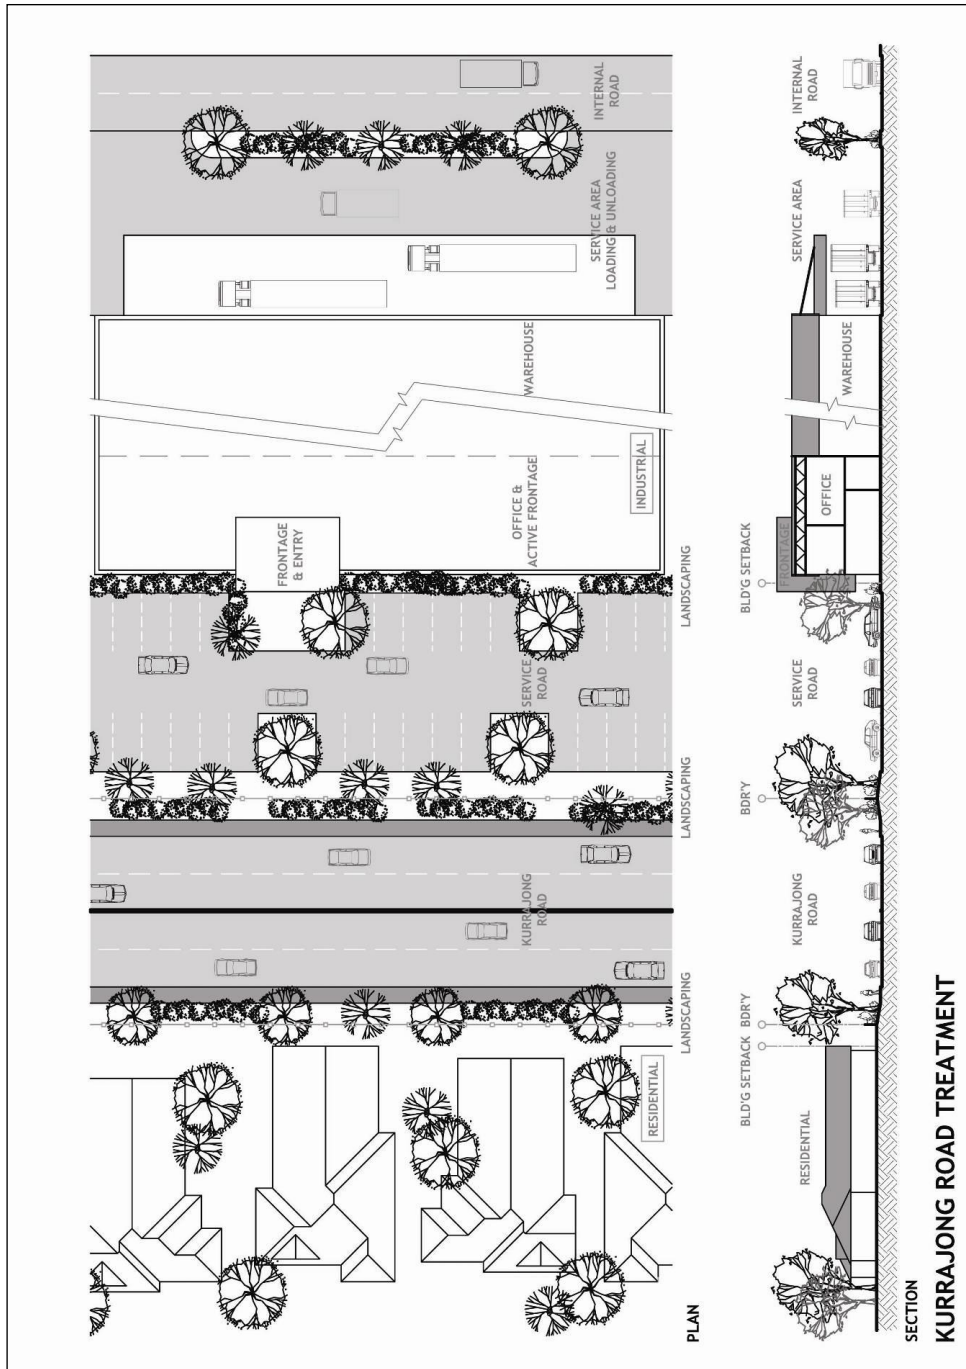 RESIDENTIAL
LANDSCAPING
KURRAJONG
ROAD
LANDSCAPING
SERVICE
ROAD
LANDSCAPING
FRONTAGE
& ENTRY
OFFICE &
ACTIVE FRONTAGE
INDUSTRIAL
WAREHOUSE
SERVICE AREA
LOADING & UNLOADING
INTERNAL
ROAD
PLAN
RESIDENTIAL
BLD'G SETBACK
BDR'Y
KURRAJONG
ROAD
BDR'Y
SERVICE
ROAD
BLD'G SETBACK
FRONTAGE
OFFICE
WAREHOUSE
SERVICE AREA
INTERNAL
ROAD
SECTION
KURRAJONG ROAD TREATMENT